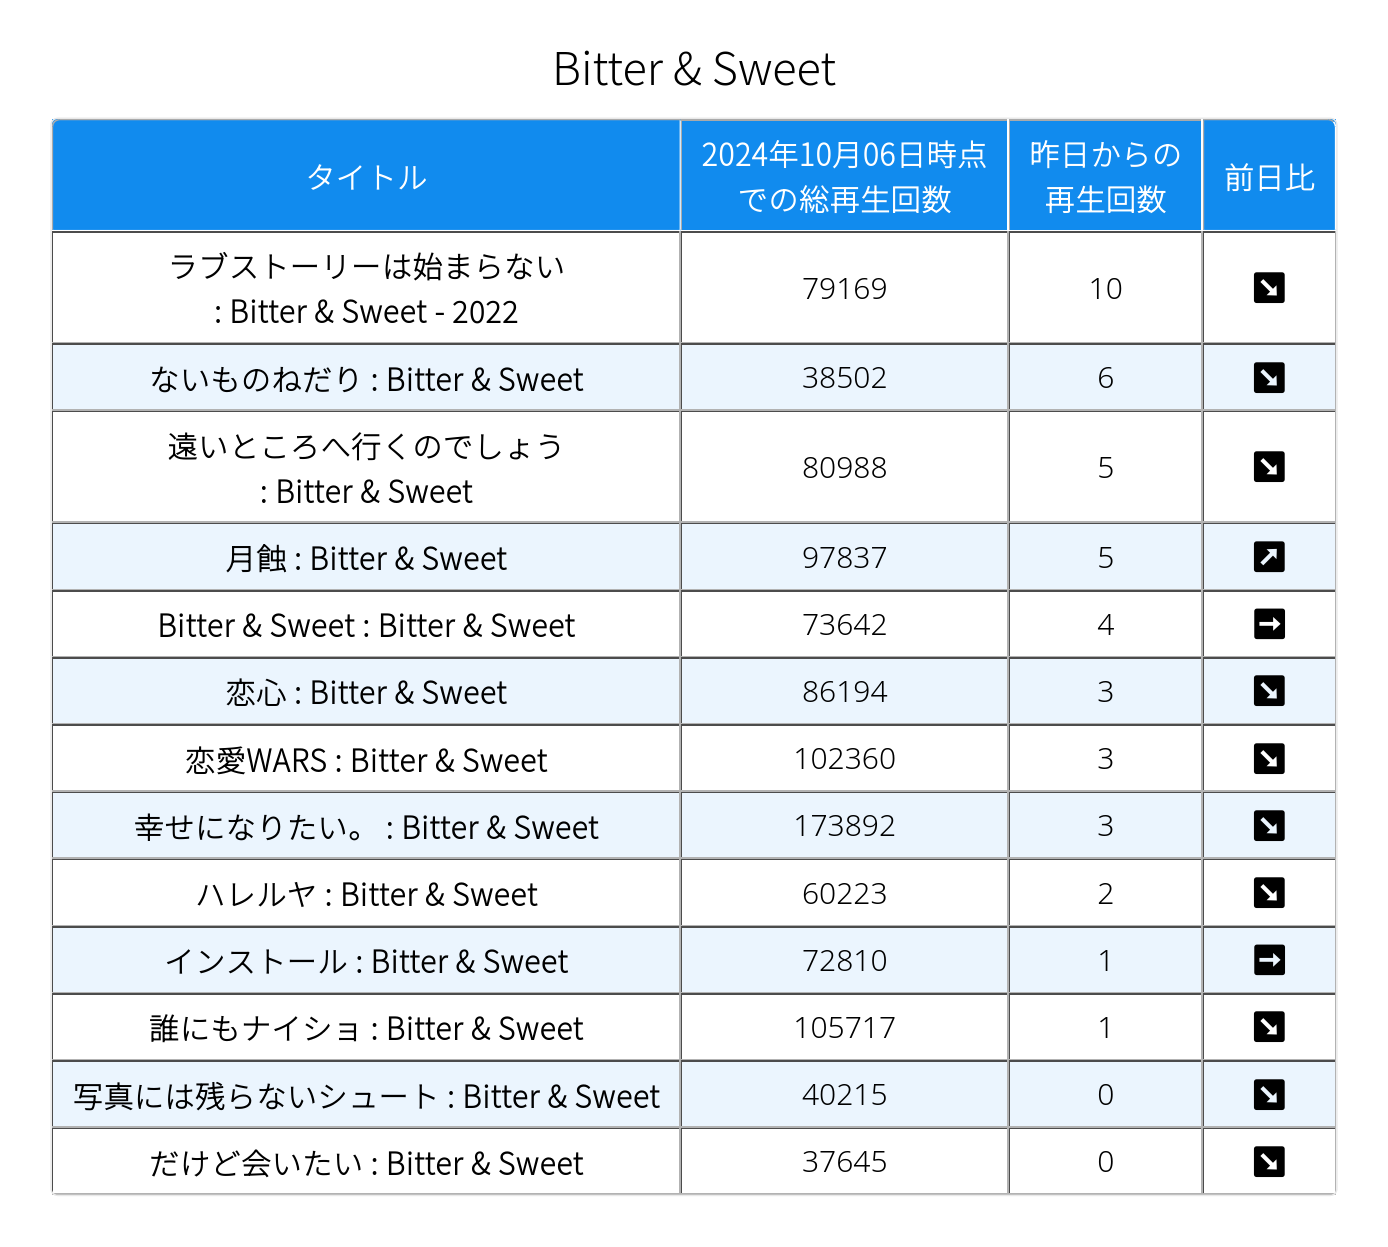 Bitter & Sweet
タイトル
2024年10月06日時点
での総再生回数
昨日からの
再生回数
前日比
ラブストーリーは始まらない
: Bitter & Sweet - 2022
79169
10
ないものねだり : Bitter & Sweet
38502
6
遠いところへ行くのでしょう
: Bitter & Sweet
80988
5
月蝕 : Bitter & Sweet
97837
5
Bitter & Sweet : Bitter & Sweet
73642
4
恋心 : Bitter & Sweet
86194
3
恋愛WARS : Bitter & Sweet
102360
3
幸せになりたい。 : Bitter & Sweet
173892
3
ハレルヤ : Bitter & Sweet
60223
2
インストール : Bitter & Sweet
72810
1
誰にもナイショ : Bitter & Sweet
105717
1
写真には残らないシュート : Bitter & Sweet
40215
0
だけど会いたい : Bitter & Sweet
37645
0